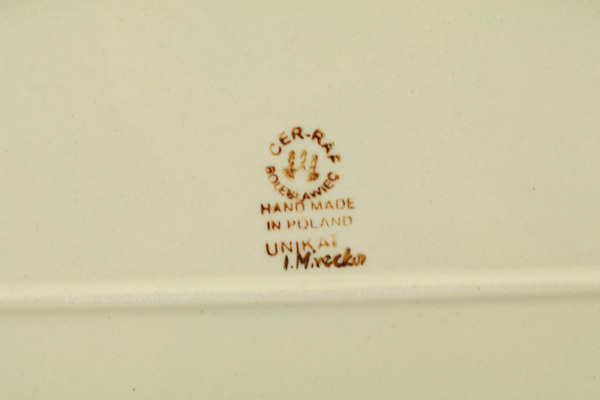 CER-RAF
BOLESŁAWIEC
HAND MADE
IN POLAND
UNIKAT